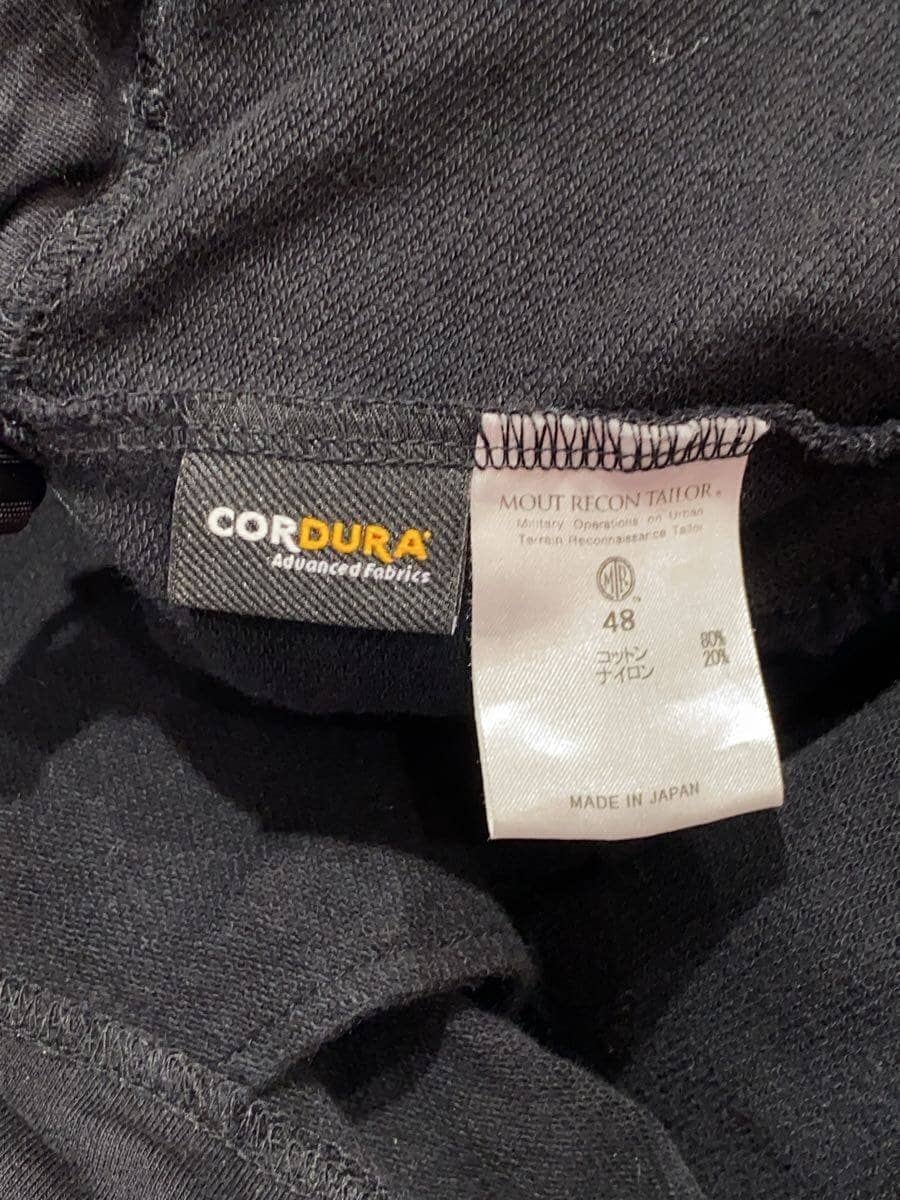 CORDURA®
Advanced Fabrics
MOUT RECON TAILOR®
Military Operations on Urban
Terrain Reconnaissance Tailor
MTR™
48
コットン 80%
ナイロン 20%
MADE IN JAPAN